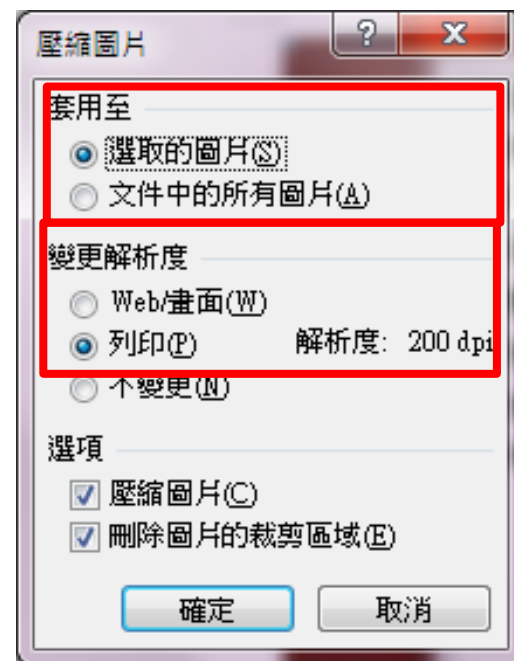 壓縮圖片
套用至
選取的圖片(S)
文件中的所有圖片(A)
變更解析度
Web/畫面(W)
列印(P) 解析度: 200 dpi
不變更(N)
選項
壓縮圖片(C)
刪除圖片的裁剪區域(E)
確定 取消